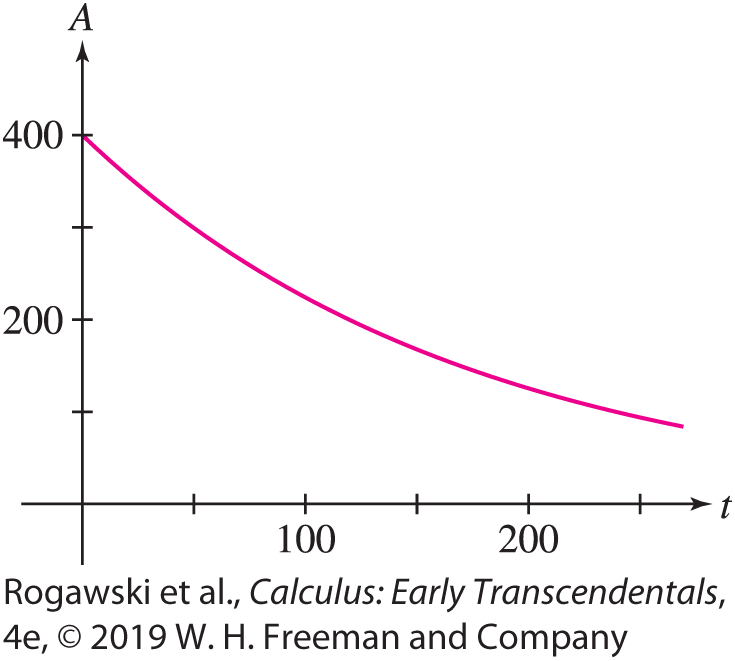 A
400
200
100
200
t
Rogawski et al., Calculus: Early Transcendentals,
4e, © 2019 W. H. Freeman and Company